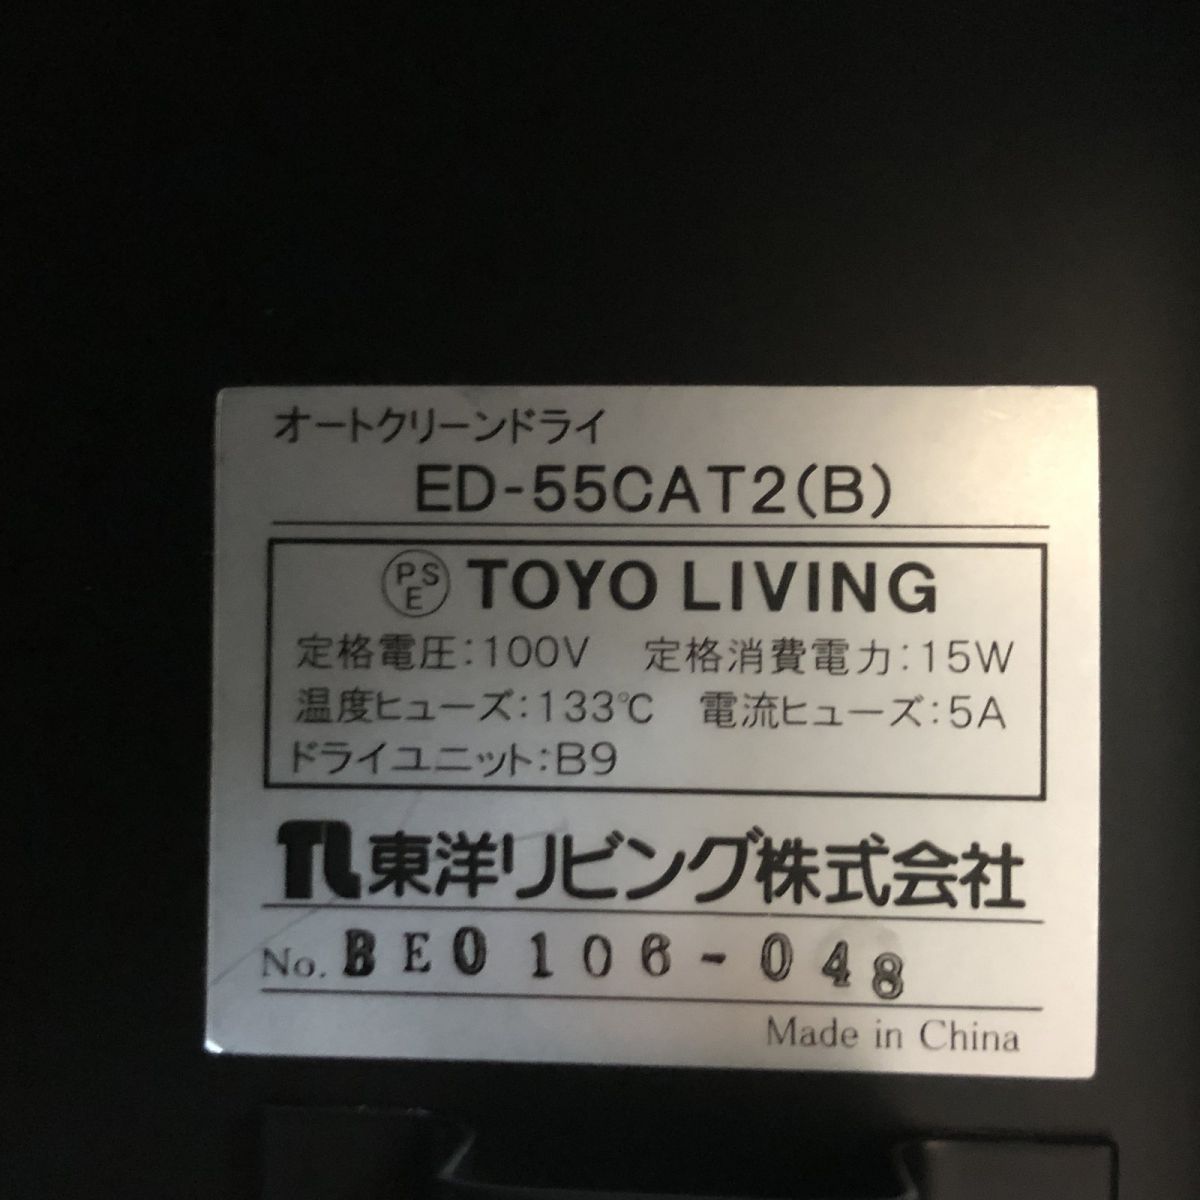 オートクリーンドライ
ED-55CAT2(B)
PSE TOYO LIVING
定格電圧:100V 定格消費電力:15W
温度ヒューズ:133℃ 電流ヒューズ:5A
ドライユニット:B9
TL東洋リビング株式会社
No. BE0106-048
Made in China